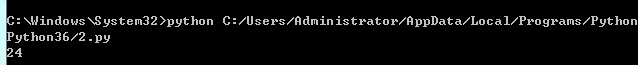 C:\Windows\System32>python C:/Users/Administrator/AppData/Local/Programs/Python
Python36/2.py
24